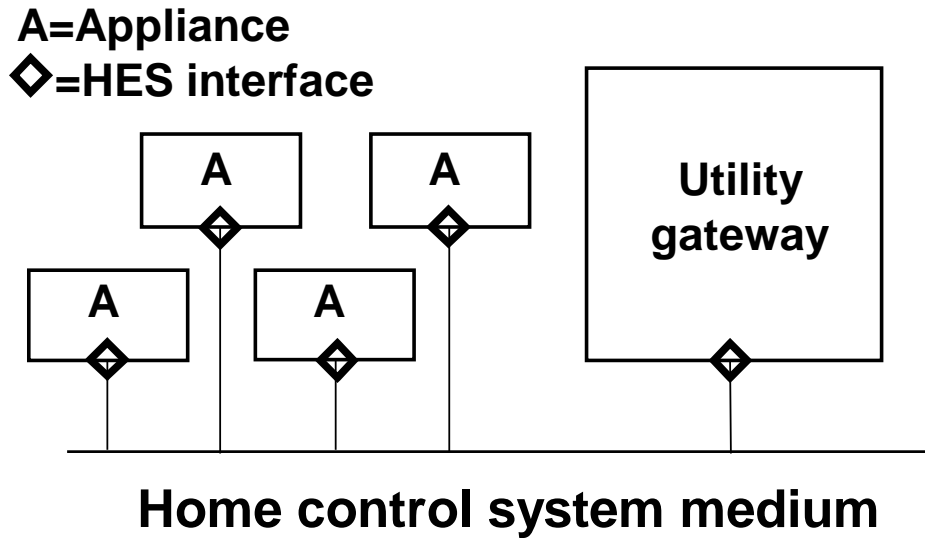 A=Appliance
◇=HES interface
A
A
Utility
gateway
A
A
Home control system medium